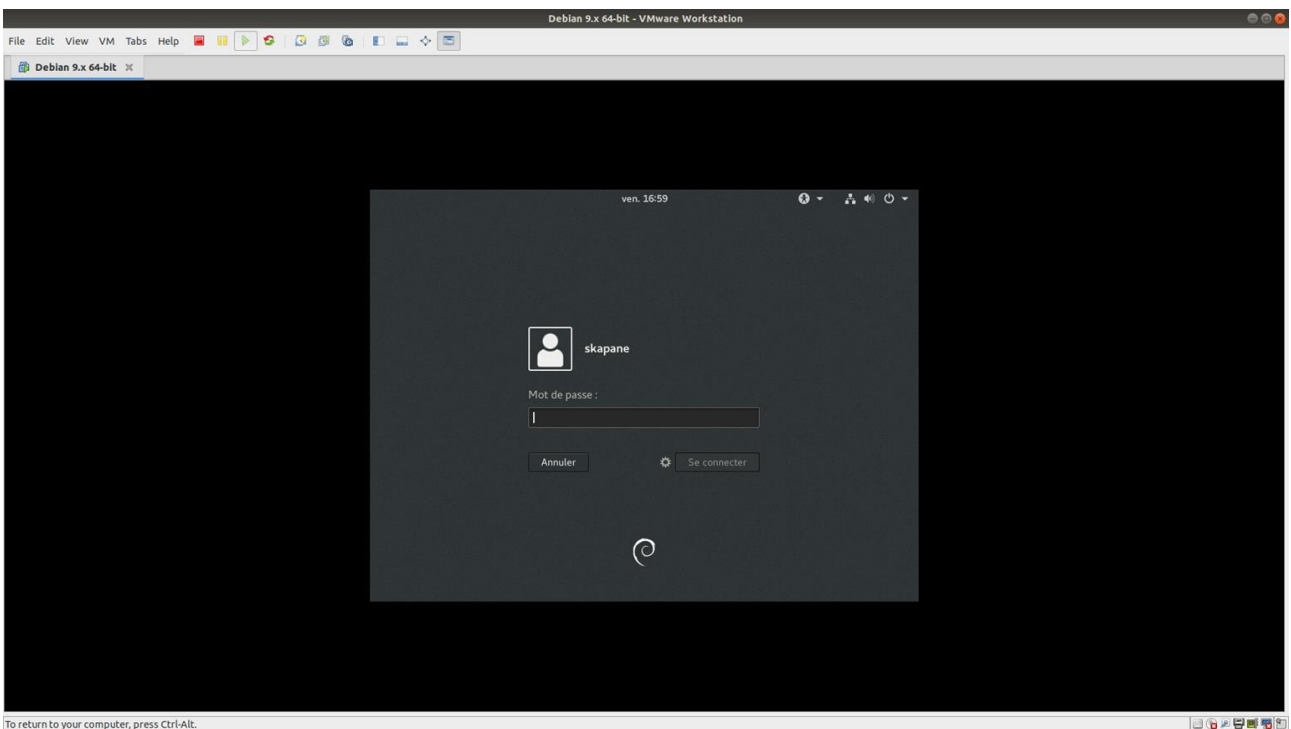 Debian 9.x 64-bit - VMware Workstation
File Edit View VM Tabs Help
Debian 9.x 64-bit
ven. 16:59
skapane
Mot de passe :
Annuler
Se connecter
To return to your computer, press Ctrl-Alt.